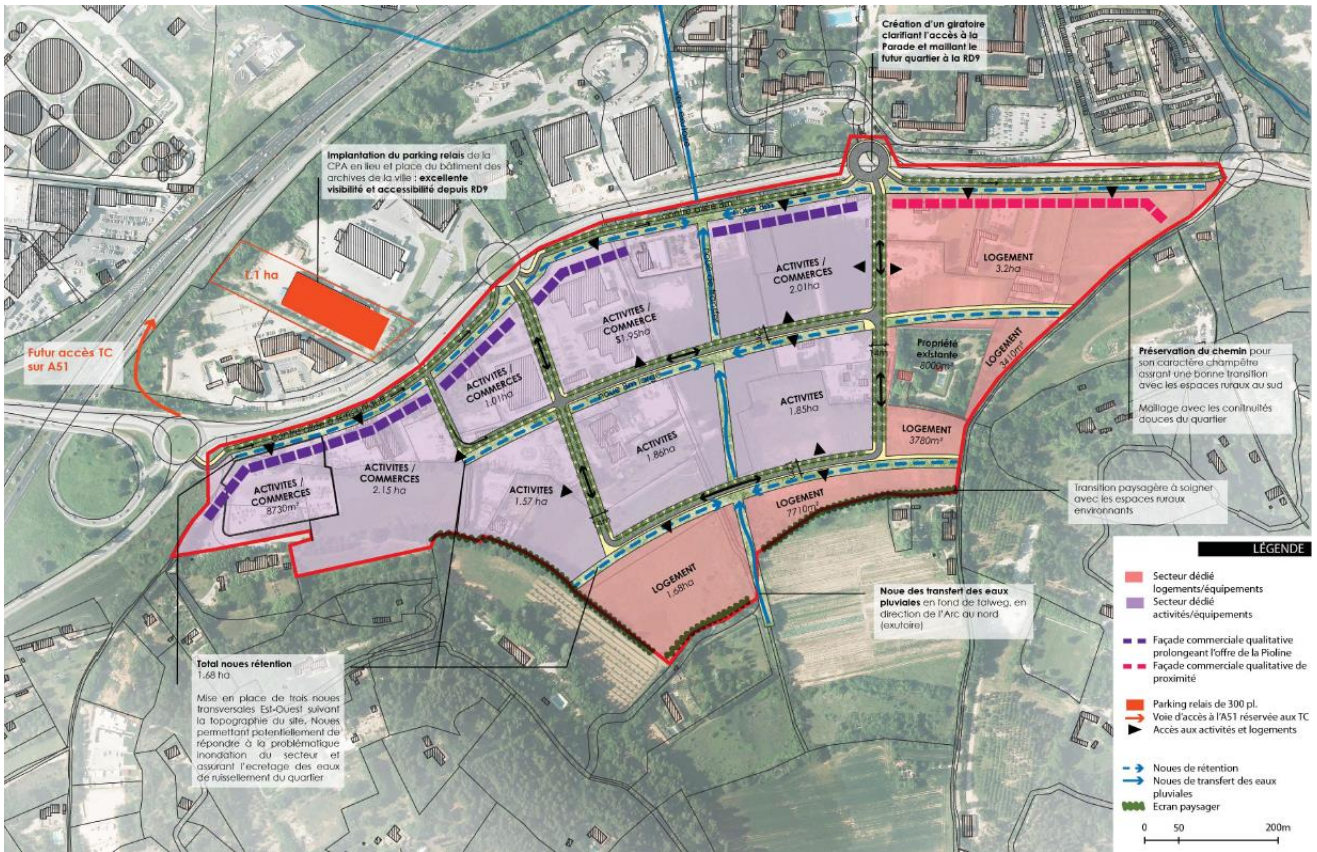 Création d'un giratoire
clarifiant l'accès à la
Parade et maillant le
futur quartier à la RD9
Implantation du parking relais de la
CPA en lieu et place du bâtiment des
archives de la ville : excellente
visibilité et accessibilité depuis RD9
1.1 ha
Futur accès TC
sur A51
LOGEMENT
3.2ha
ACTIVITES /
COMMERCES
2.01ha
ACTIVITES /
COMMERCE
S1.95ha
Propriété
existante
8000m²
LOGEMENT
3410m²
Préservation du chemin pour
son caractère champêtre
assrant une bonne transition
avec les espaces ruraux au sud
Maillage avec les conitnuités
douces du quartier
ACTIVITES /
COMMERCES
1.01ha
ACTIVITES
1.85ha
LOGEMENT
3780m²
ACTIVITES
1.86ha
ACTIVITES /
COMMERCES
2.15 ha
ACTIVITES /
COMMERCES
8730m²
ACTIVITES
1.57 ha
LOGEMENT
7710m²
Transition paysagère à soigner
avec les espaces ruraux
environnants
LOGEMENT
1.68ha
Noue des transfert des eaux
pluviales en fond de talweg, en
direction de l'Arc au nord
(exutoire)
Total noues rétention
1.68 ha
Mise en place de trois noues
transversales Est-Ouest suivant
la topographie du site. Noues
permettant potentiellement de
répondre à la problématique
inondation du secteur et
assurant l'ecretage des eaux
de ruissellement du quartier
LÉGENDE
Secteur dédié
logements/équipements
Secteur dédié
activités/équipements
Façade commerciale qualitative
prolongeant l'offre de la Pioline
Façade commerciale qualitative de
proximité
Parking relais de 300 pl.
Voie d'accès à l'A51 réservée aux TC
Accès aux activités et logements
Noues de rétention
Noues de transfert des eaux
pluviales
Ecran paysager
0 50 200m